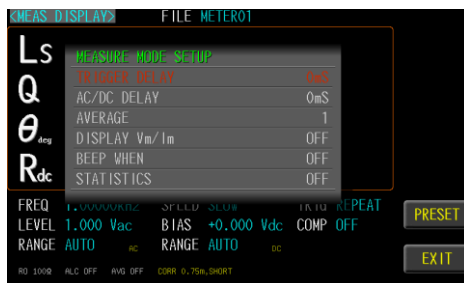 <MEAS DISPLAY> FILE METER01
Ls
Q
θ deg
Rdc
MEASURE MODE SETUP
TRIGGER DELAY 0mS
AC/DC DELAY 0mS
AVERAGE 1
DISPLAY Vm/Im OFF
BEEP WHEN OFF
STATISTICS OFF
FREQ 1.00000kHz SPEED SLOW TRIG REPEAT
LEVEL 1.000 Vac BIAS +0.000 Vdc COMP OFF
RANGE AUTO AC RANGE AUTO DC
RO 100Ω ALC OFF AVG OFF CORR 0.75m,SHORT
PRESET
EXIT